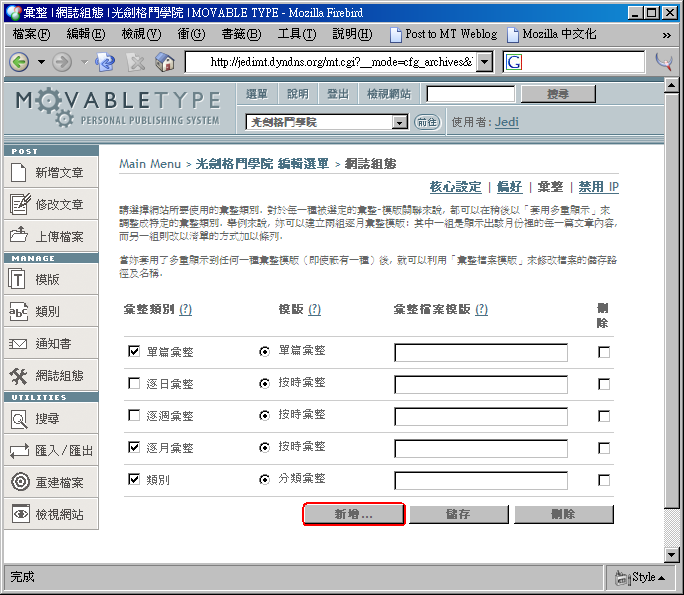 彙整 | 網誌組態 | 光劍格鬥學院 | MOVABLE TYPE - Mozilla Firebird
檔案(F) 編輯(E) 檢視(V) 衝(G) 書籤(B) 工具(T) 說明(H) Post to MT Weblog Mozilla 中文化 »
http://jedimt.dyndns.org/mt.cgi?__mode=cfg_archives& G
MOVABLETYPE
PERSONAL PUBLISHING SYSTEM
選單 說明 登出 檢視網站 搜尋
光劍格鬥學院 前往 使用者: Jedi
POST
新增文章
修改文章
上傳檔案
MANAGE
T 模版
abc 類別
通知書
網誌組態
UTILITIES
搜尋
匯入/匯出
重建檔案
檢視網站
Main Menu > 光劍格鬥學院 編輯選單 > 網誌組態
核心設定 | 偏好 | 彙整 | 禁用 IP
請選擇網站所要使用的彙整類別. 對於每一種被選定的彙整-模版關聯來說, 都可以在稍後以「套用多重顯示」來
調整成特定的彙整類別. 舉例來說, 妳可以建立兩組逐月彙整模版: 其中一組是顯示出該月份裡的每一篇文章內容,
而另一組則改以清單的方式加以條列.
當妳套用了多重顯示到任何一種彙整模版 (即使祇有一種) 後, 就可以利用「彙整檔案模版」來修改檔案的儲存路
徑及名稱.
彙整類別 (?) 模版 (?) 彙整檔案模版 (?) 刪除
單篇彙整 單篇彙整
逐日彙整 按時彙整
逐週彙整 按時彙整
逐月彙整 按時彙整
類別 分類彙整
新增... 儲存 刪除
完成 Style